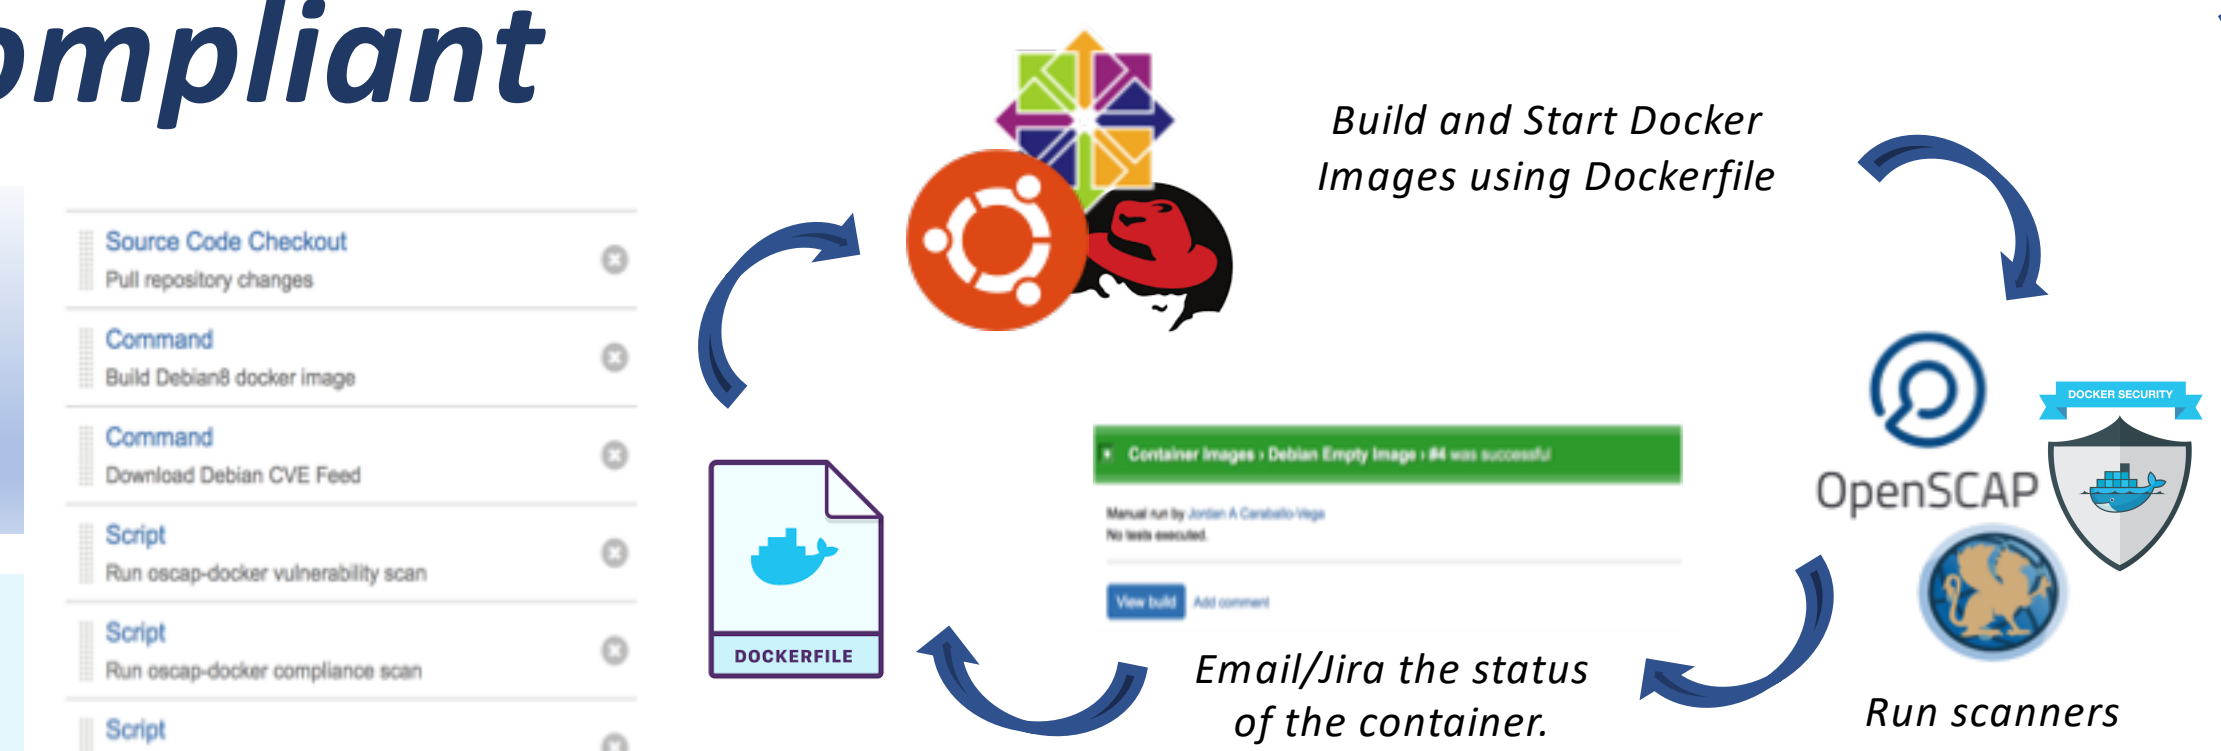 ompliant
Source Code Checkout
Pull repository changes
Command
Build Debian8 docker image
Command
Download Debian CVE Feed
Script
Run oscap-docker vulnerability scan
Script
Run oscap-docker compliance scan
Script
DOCKERFILE
Build and Start Docker
Images using Dockerfile
Container Images › Debian Empty Image › #4 was successful
Manual run by Jordan A Caraballo-Vega
No tests executed.
View build Add comment
Email/Jira the status
of the container.
OpenSCAP
DOCKER SECURITY
Run scanners